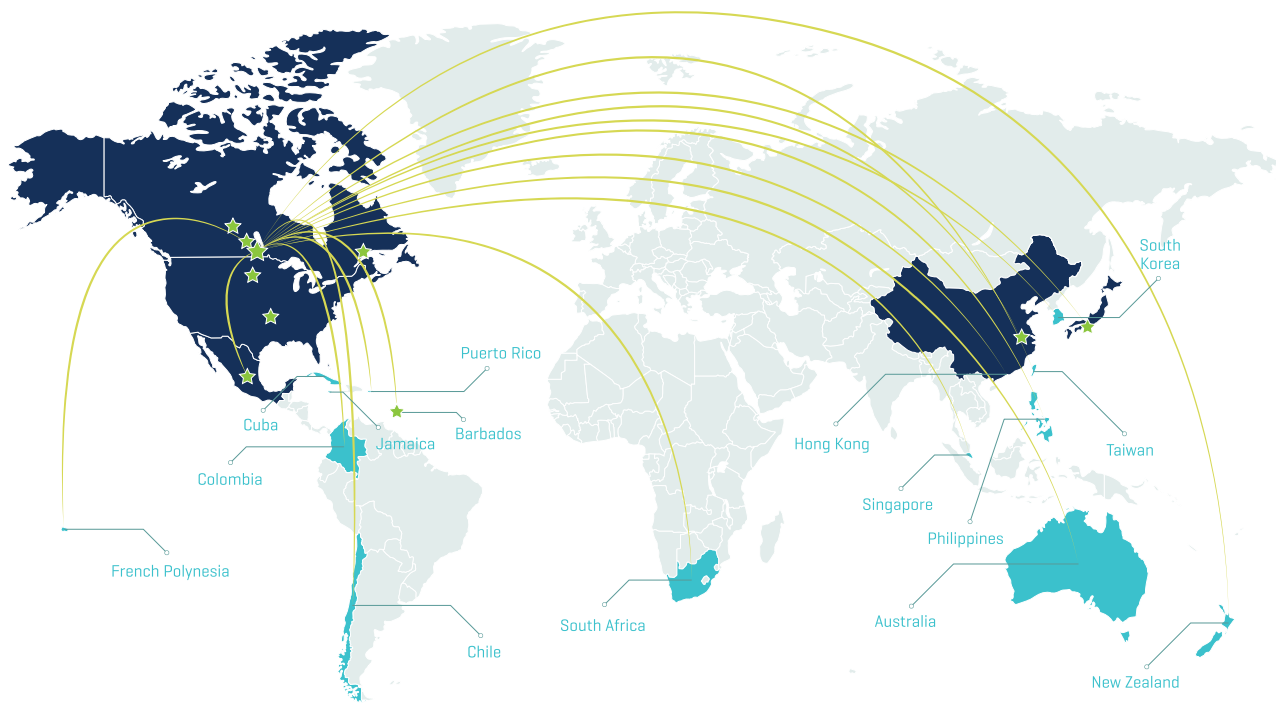 South
Korea
Puerto Rico
Cuba
Jamaica
Barbados
Colombia
Hong Kong
Taiwan
Singapore
Philippines
French Polynesia
South Africa
Australia
Chile
New Zealand